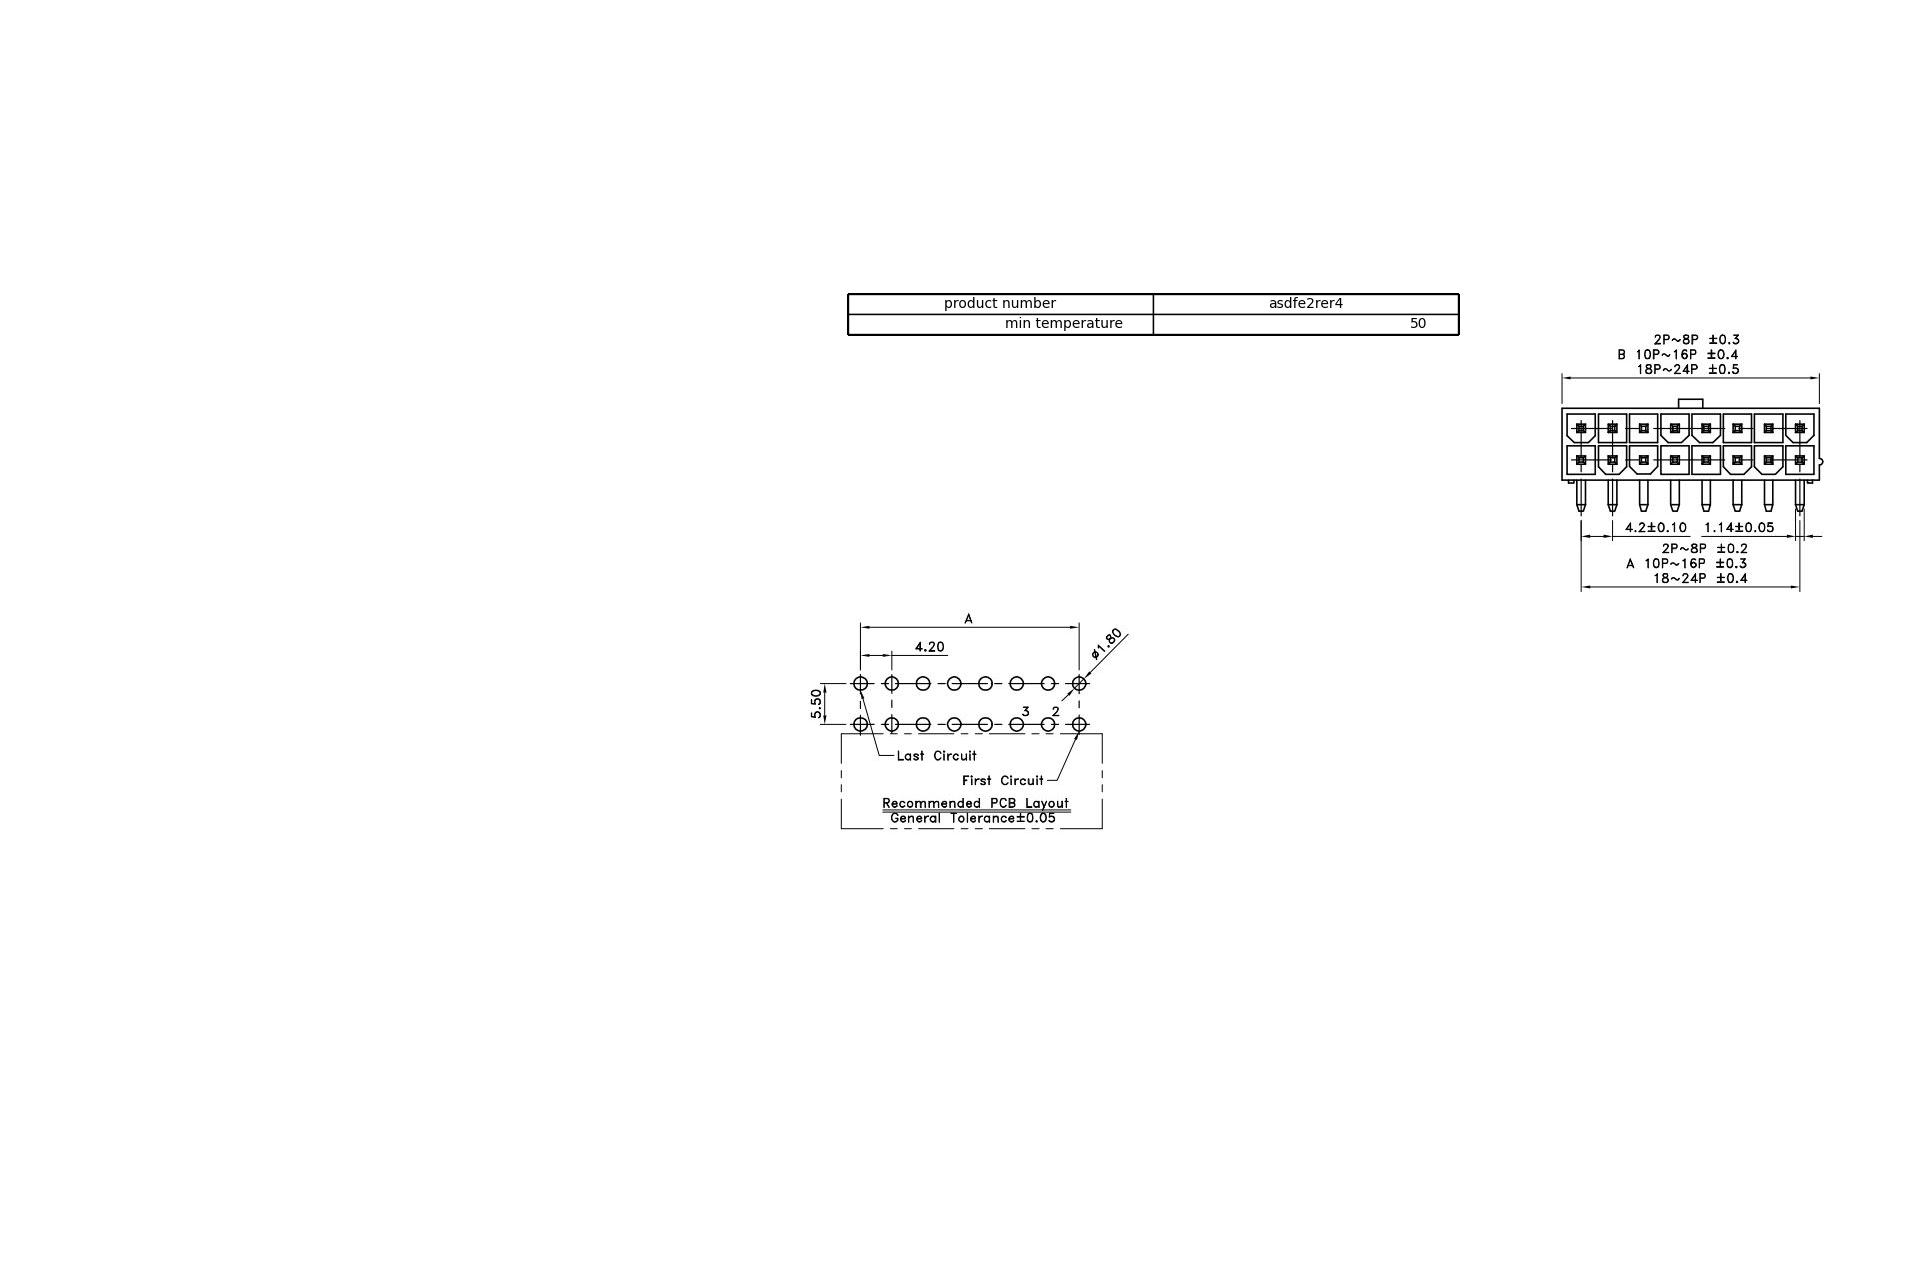 product number asdfe2rer4
min temperature 50
2P~8P ±0.3
B 10P~16P ±0.4
18P~24P ±0.5
4.2±0.10 1.14±0.05
2P~8P ±0.2
A 10P~16P ±0.3
18~24P ±0.4
A
4.20
ø1.80
5.50
3 2
Last Circuit
First Circuit
Recommended PCB Layout
General Tolerance±0.05